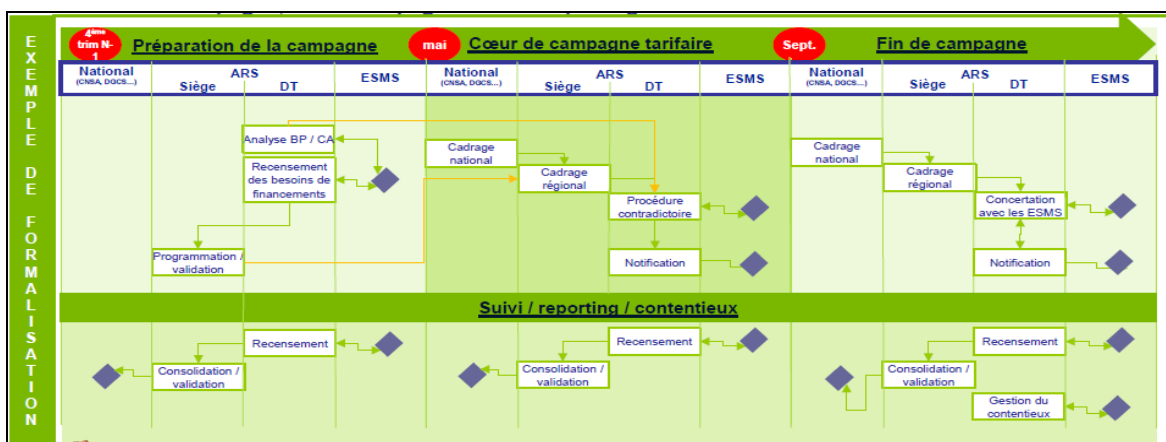 EXEMPLE DE FORMALISATION
4ème trim N-1
Préparation de la campagne
mai
Cœur de campagne tarifaire
Sept.
Fin de campagne
National
(CNSA, DGCS...)
ARS
Siège
DT
ESMS
National
(CNSA, DGCS...)
ARS
Siège
DT
ESMS
National
(CNSA, DGCS...)
ARS
Siège
DT
ESMS
Analyse BP / CA
Recensement
des besoins de
financements
Programmation /
validation
Cadrage
national
Cadrage
régional
Procédure
contradictoire
Notification
Cadrage
national
Cadrage
régional
Concertation
avec les ESMS
Notification
Suivi / reporting / contentieux
Recensement
Consolidation /
validation
Recensement
Consolidation /
validation
Recensement
Consolidation /
validation
Gestion du
contentieux